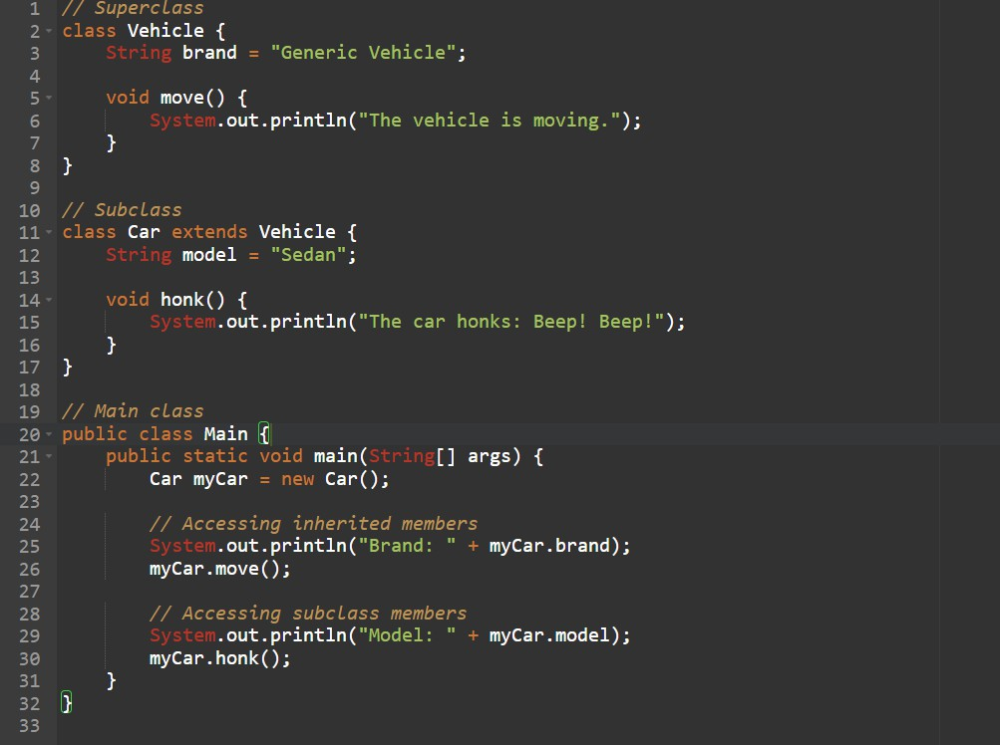 1 // Superclass
2 class Vehicle {
3     String brand = "Generic Vehicle";
4
5     void move() {
6         System.out.println("The vehicle is moving.");
7     }
8 }
9
10 // Subclass
11 class Car extends Vehicle {
12     String model = "Sedan";
13
14     void honk() {
15         System.out.println("The car honks: Beep! Beep!");
16     }
17 }
18
19 // Main class
20 public class Main {
21     public static void main(String[] args) {
22         Car myCar = new Car();
23
24         // Accessing inherited members
25         System.out.println("Brand: " + myCar.brand);
26         myCar.move();
27
28         // Accessing subclass members
29         System.out.println("Model: " + myCar.model);
30         myCar.honk();
31     }
32 }
33